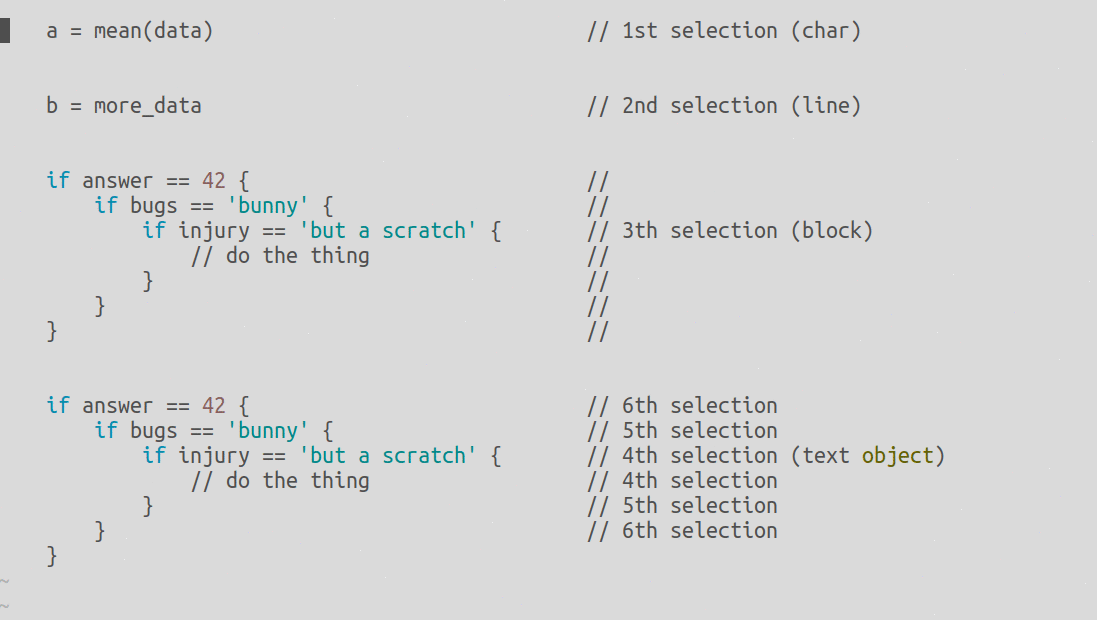 a = mean(data)                               // 1st selection (char)
b = more_data                                // 2nd selection (line)
if answer == 42 {                            //
    if bugs == 'bunny' {                     //
        if injury == 'but a scratch' {       // 3th selection (block)
            // do the thing                  //
        }                                    //
    }                                        //
}                                            //
if answer == 42 {                            // 6th selection
    if bugs == 'bunny' {                     // 5th selection
        if injury == 'but a scratch' {       // 4th selection (text object)
            // do the thing                  // 4th selection
        }                                    // 5th selection
    }                                        // 6th selection
}
~
~